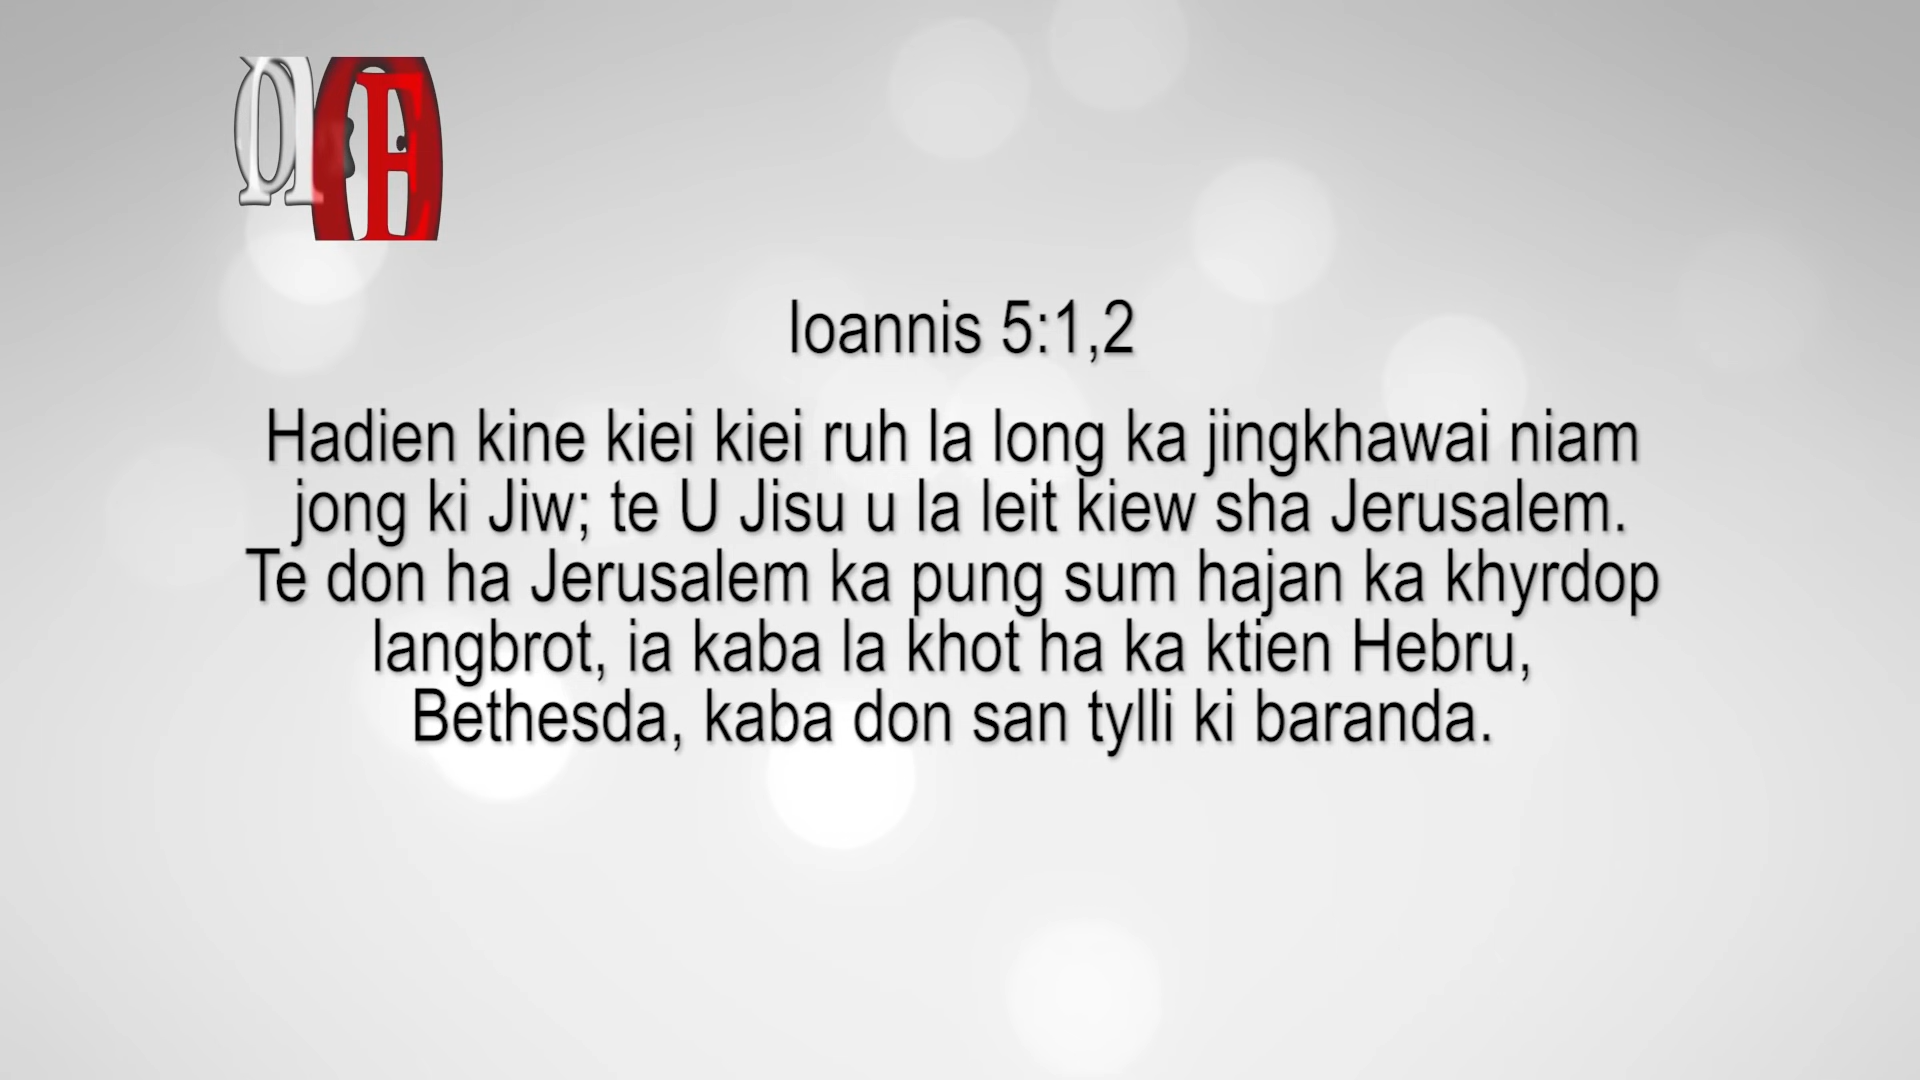 Ioannis 5:1,2
Hadien kine kiei kiei ruh la long ka jingkhawai niam
jong ki Jiw; te U Jisu u la leit kiew sha Jerusalem.
Te don ha Jerusalem ka pung sum hajan ka khyrdop
langbrot, ia kaba la khot ha ka ktien Hebru,
Bethesda, kaba don san tylli ki baranda.